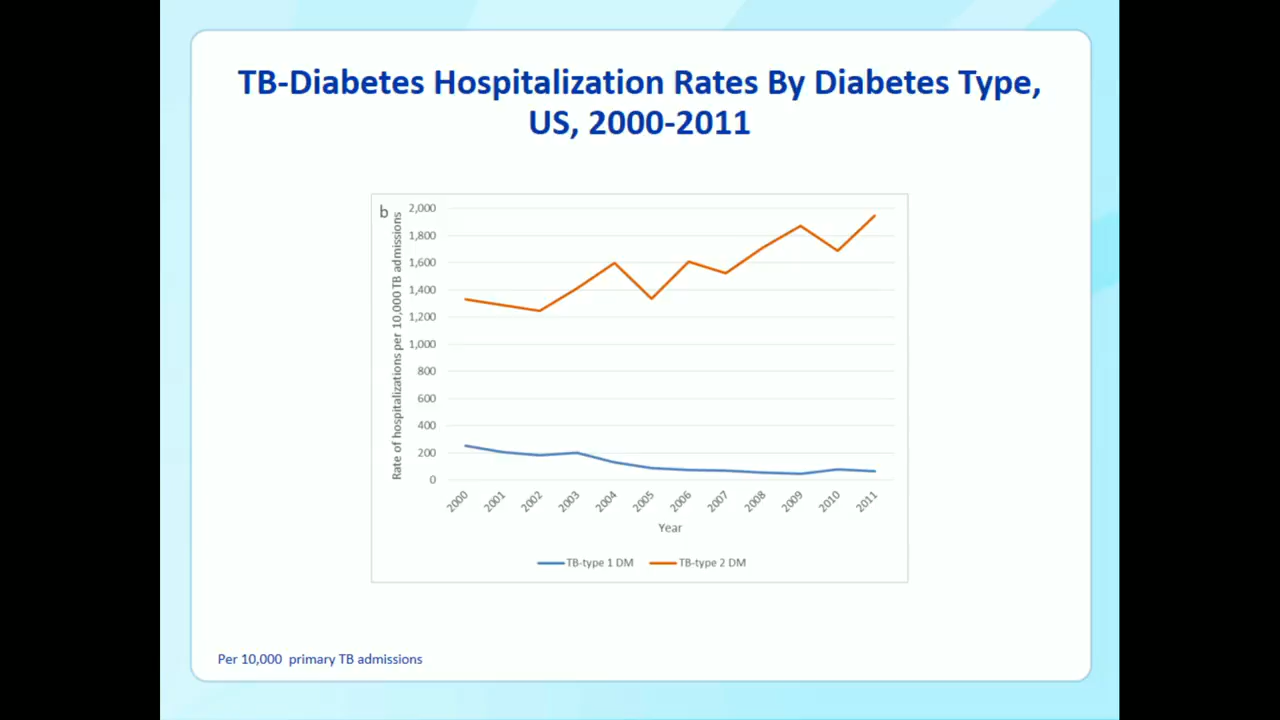 TB-Diabetes Hospitalization Rates By Diabetes Type,
US, 2000-2011
b
Rate of hospitalizations per 10,000 TB admissions
2,000
1,800
1,600
1,400
1,200
1,000
800
600
400
200
0
2000 2001 2002 2003 2004 2005 2006 2007 2008 2009 2010 2011
Year
TB-type 1 DM TB-type 2 DM
Per 10,000 primary TB admissions